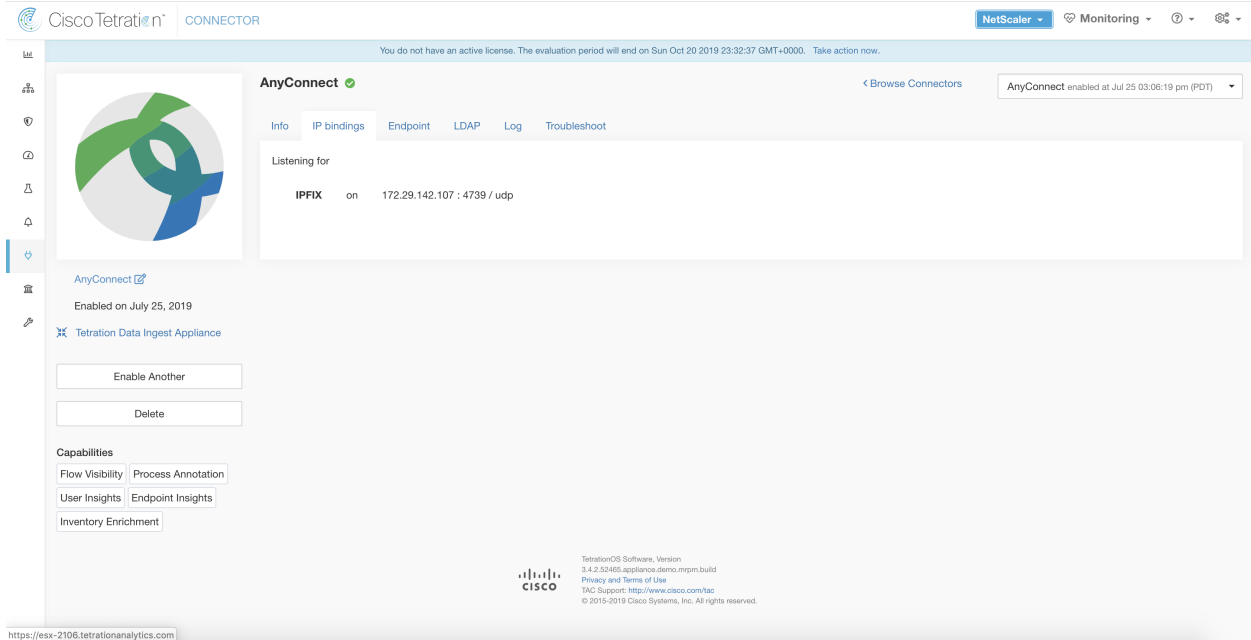 Cisco Tetration™ CONNECTOR NetScaler Monitoring
You do not have an active license. The evaluation period will end on Sun Oct 20 2019 23:32:37 GMT+0000. Take action now.
AnyConnect Browse Connectors AnyConnect enabled at Jul 25 03:06:19 pm (PDT)
Info IP bindings Endpoint LDAP Log Troubleshoot
Listening for
IPFIX on 172.29.142.107 : 4739 / udp
AnyConnect
Enabled on July 25, 2019
Tetration Data Ingest Appliance
Enable Another
Delete
Capabilities
Flow Visibility Process Annotation
User Insights Endpoint Insights
Inventory Enrichment
CISCO
TetrationOS Software, Version
3.4.2.52465.appliance.demo.mrpm.build
Privacy and Terms of Use
TAC Support: http://www.cisco.com/tac
© 2015-2019 Cisco Systems, Inc. All rights reserved.
https://esx-2106.tetrationanalytics.com